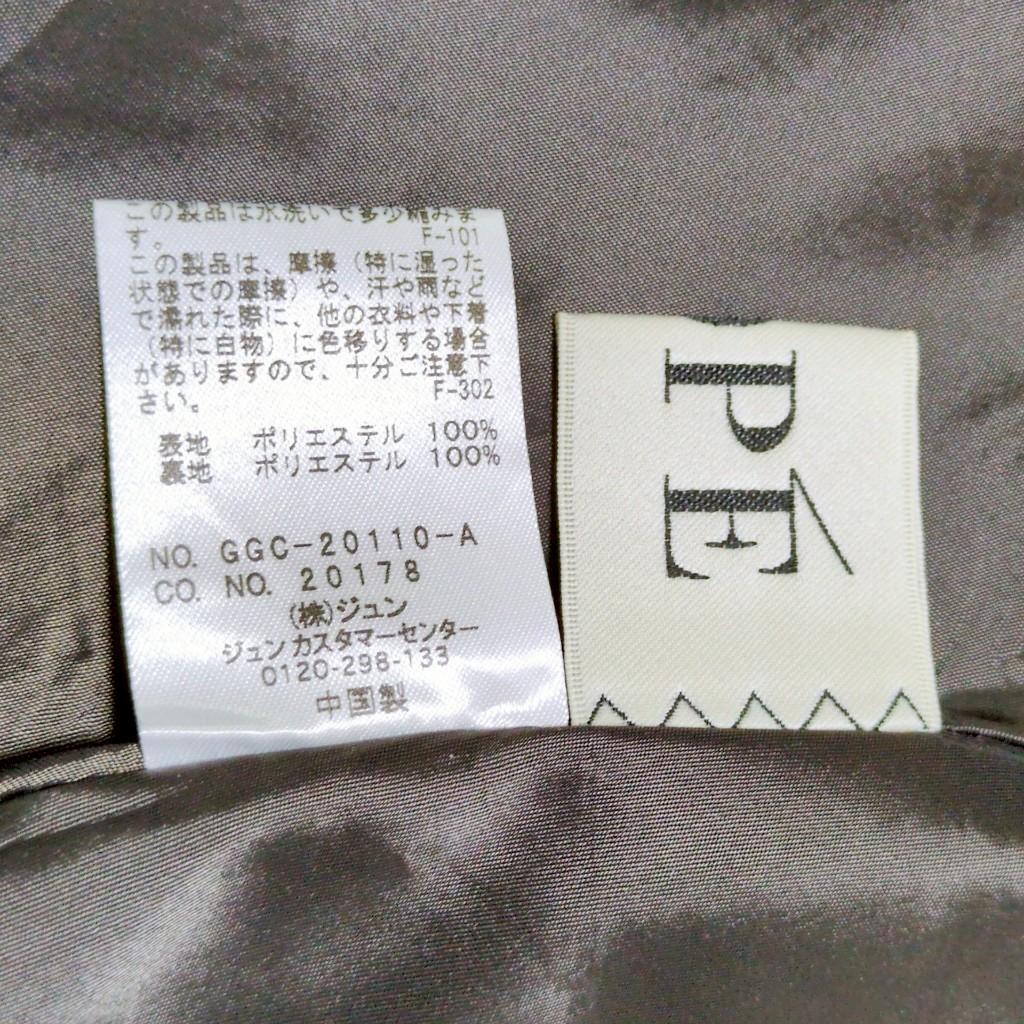 この製品は水洗いで多少縮みま
す。 F-101
この製品は、摩擦（特に湿った
状態での摩擦）や、汗や雨など
で濡れた際に、他の衣料や下着
（特に白物）に色移りする場合
がありますので、十分ご注意下
さい。 F-302
表地 ポリエステル 100%
裏地 ポリエステル 100%
NO. GGC-20110-A
CO. NO. 20178
(株)ジュン
ジュンカスタマーセンター
0120-298-133
中国製
PÉ